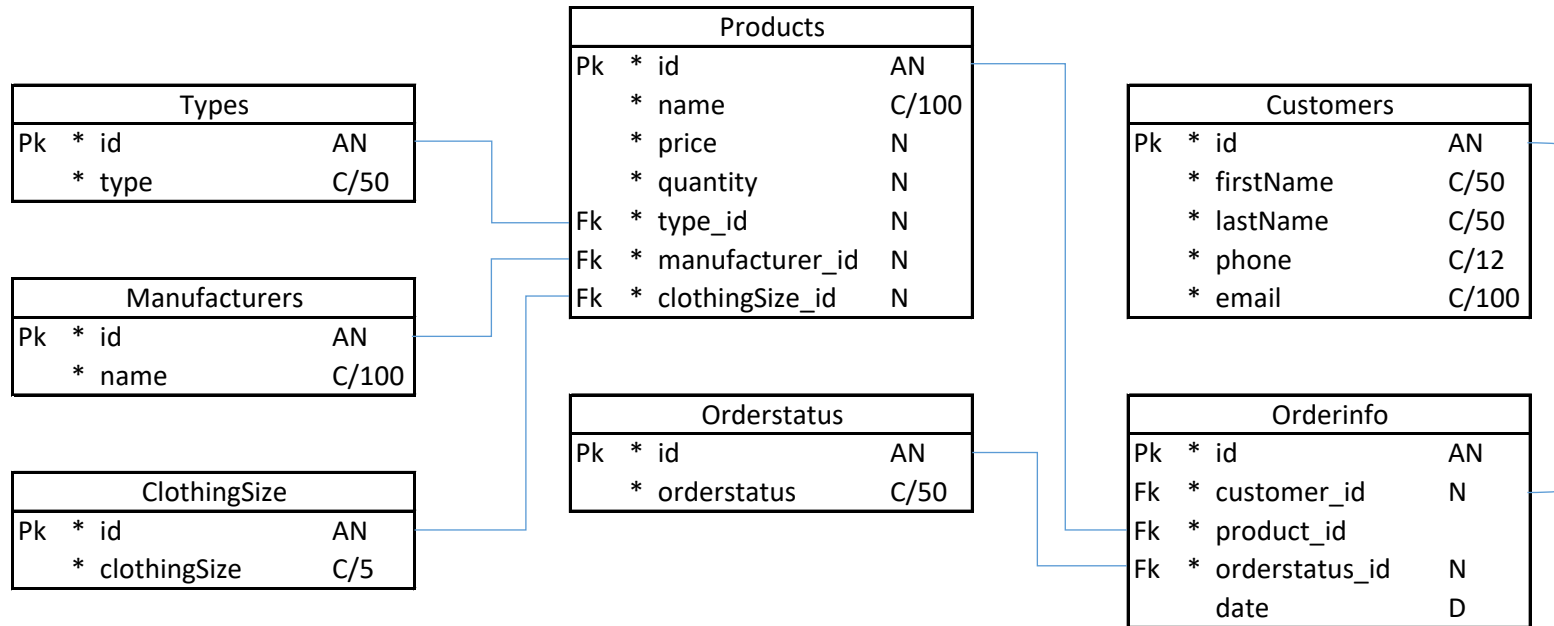 Products
Pk * id AN
* name C/100
* price N
* quantity N
Fk * type_id N
Fk * manufacturer_id N
Fk * clothingSize_id N
Types
Pk * id AN
* type C/50
Manufacturers
Pk * id AN
* name C/100
ClothingSize
Pk * id AN
* clothingSize C/5
Orderstatus
Pk * id AN
* orderstatus C/50
Customers
Pk * id AN
* firstName C/50
* lastName C/50
* phone C/12
* email C/100
Orderinfo
Pk * id AN
Fk * customer_id N
Fk * product_id
Fk * orderstatus_id N
date D